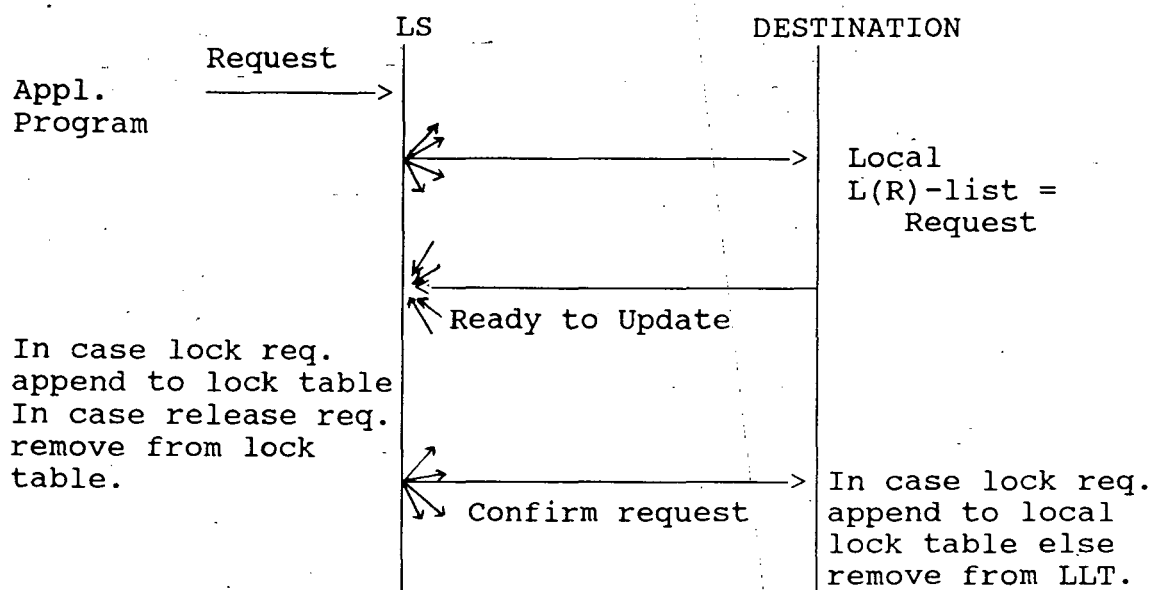 LS
DESTINATION
Request
Appl.
Program
Local
L(R)-list =
Request
Ready to Update
In case lock req.
append to lock table
In case release req.
remove from lock
table.
Confirm request
In case lock req.
append to local
lock table else
remove from LLT.